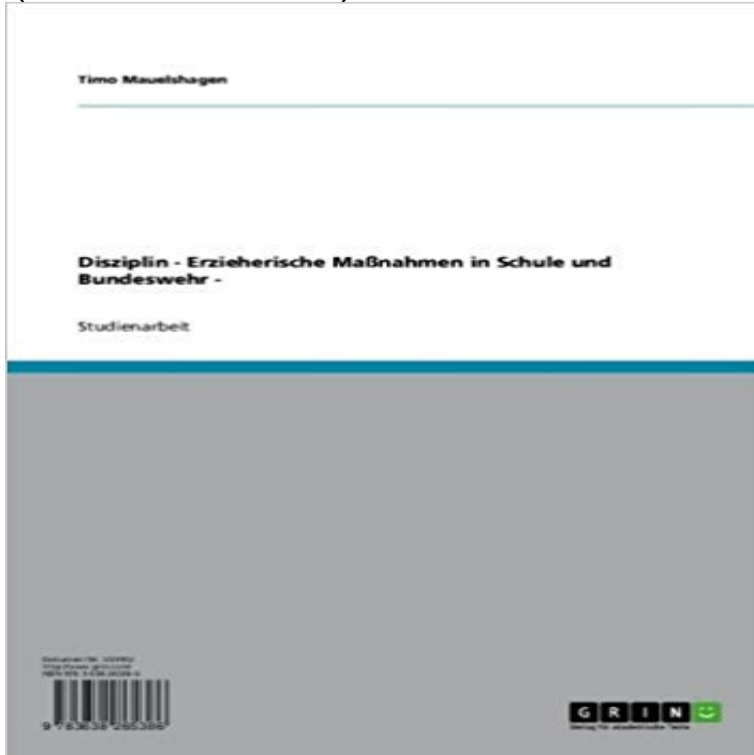 Timo Mauelshagen
Disziplin - Erzieherische Maßnahmen in Schule und
Bundeswehr -
Studienarbeit
GRIN